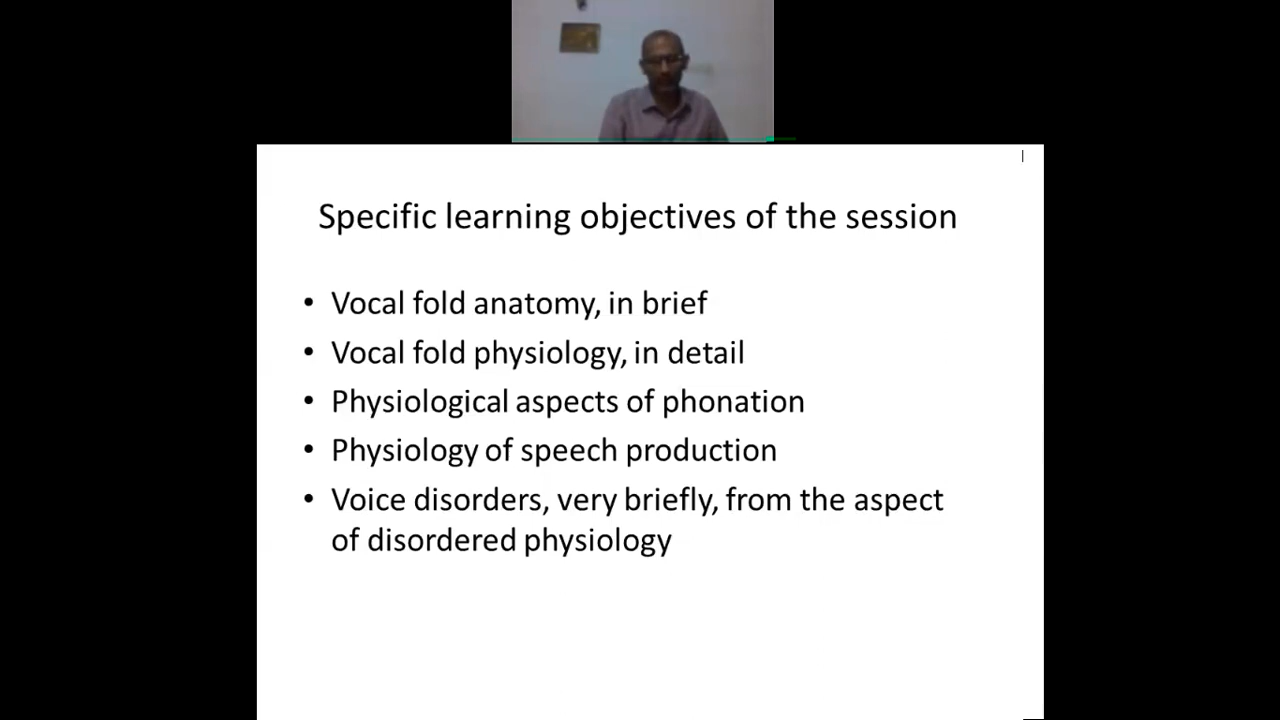 Specific learning objectives of the session
• Vocal fold anatomy, in brief
• Vocal fold physiology, in detail
• Physiological aspects of phonation
• Physiology of speech production
• Voice disorders, very briefly, from the aspect
of disordered physiology